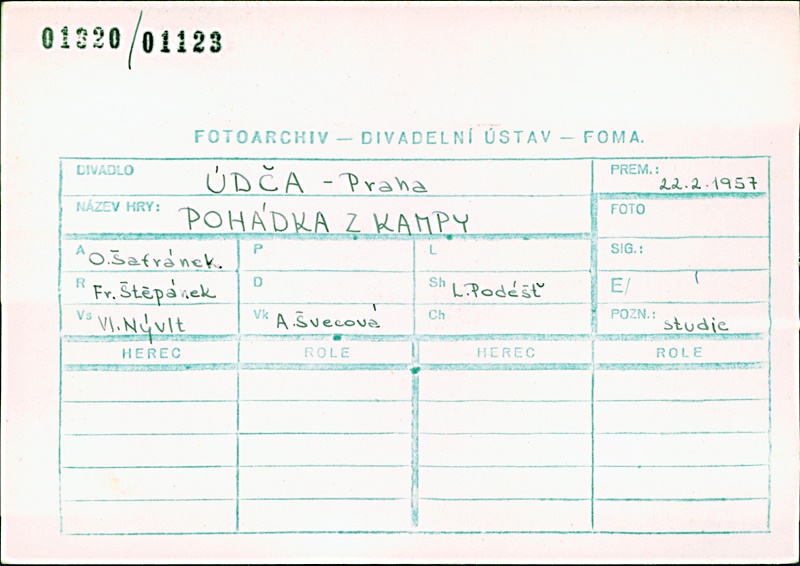 01320/01123
FOTOARCHIV — DIVADELNÍ ÚSTAV — FOMA.
DIVADLO ÚDČA - Praha PREM.: 22.2.1957
NÁZEV HRY: POHÁDKA Z KAMPY FOTO
A O.Šafránek. P L SIG.:
R Fr. Štěpánek D Sh L.Podéšť E/
Vs Vl.Nývlt Vk A.Švecová Ch POZN.: studie
HEREC ROLE HEREC ROLE